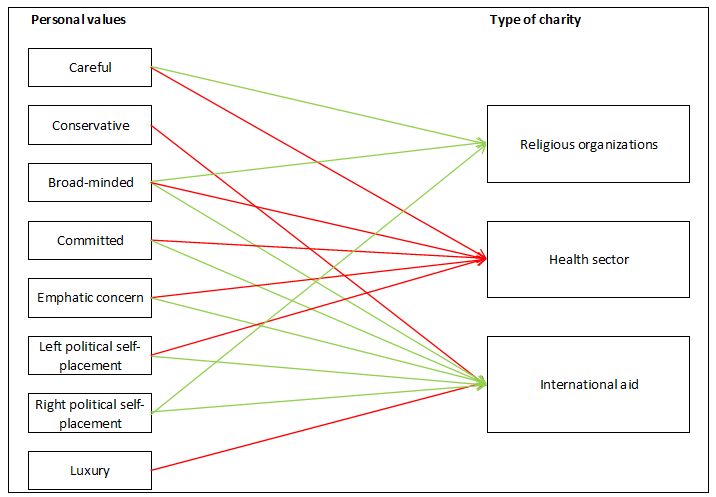 Personal values
Type of charity
Careful
Conservative
Broad-minded
Committed
Emphatic concern
Left political self-
placement
Right political self-
placement
Luxury
Religious organizations
Health sector
International aid